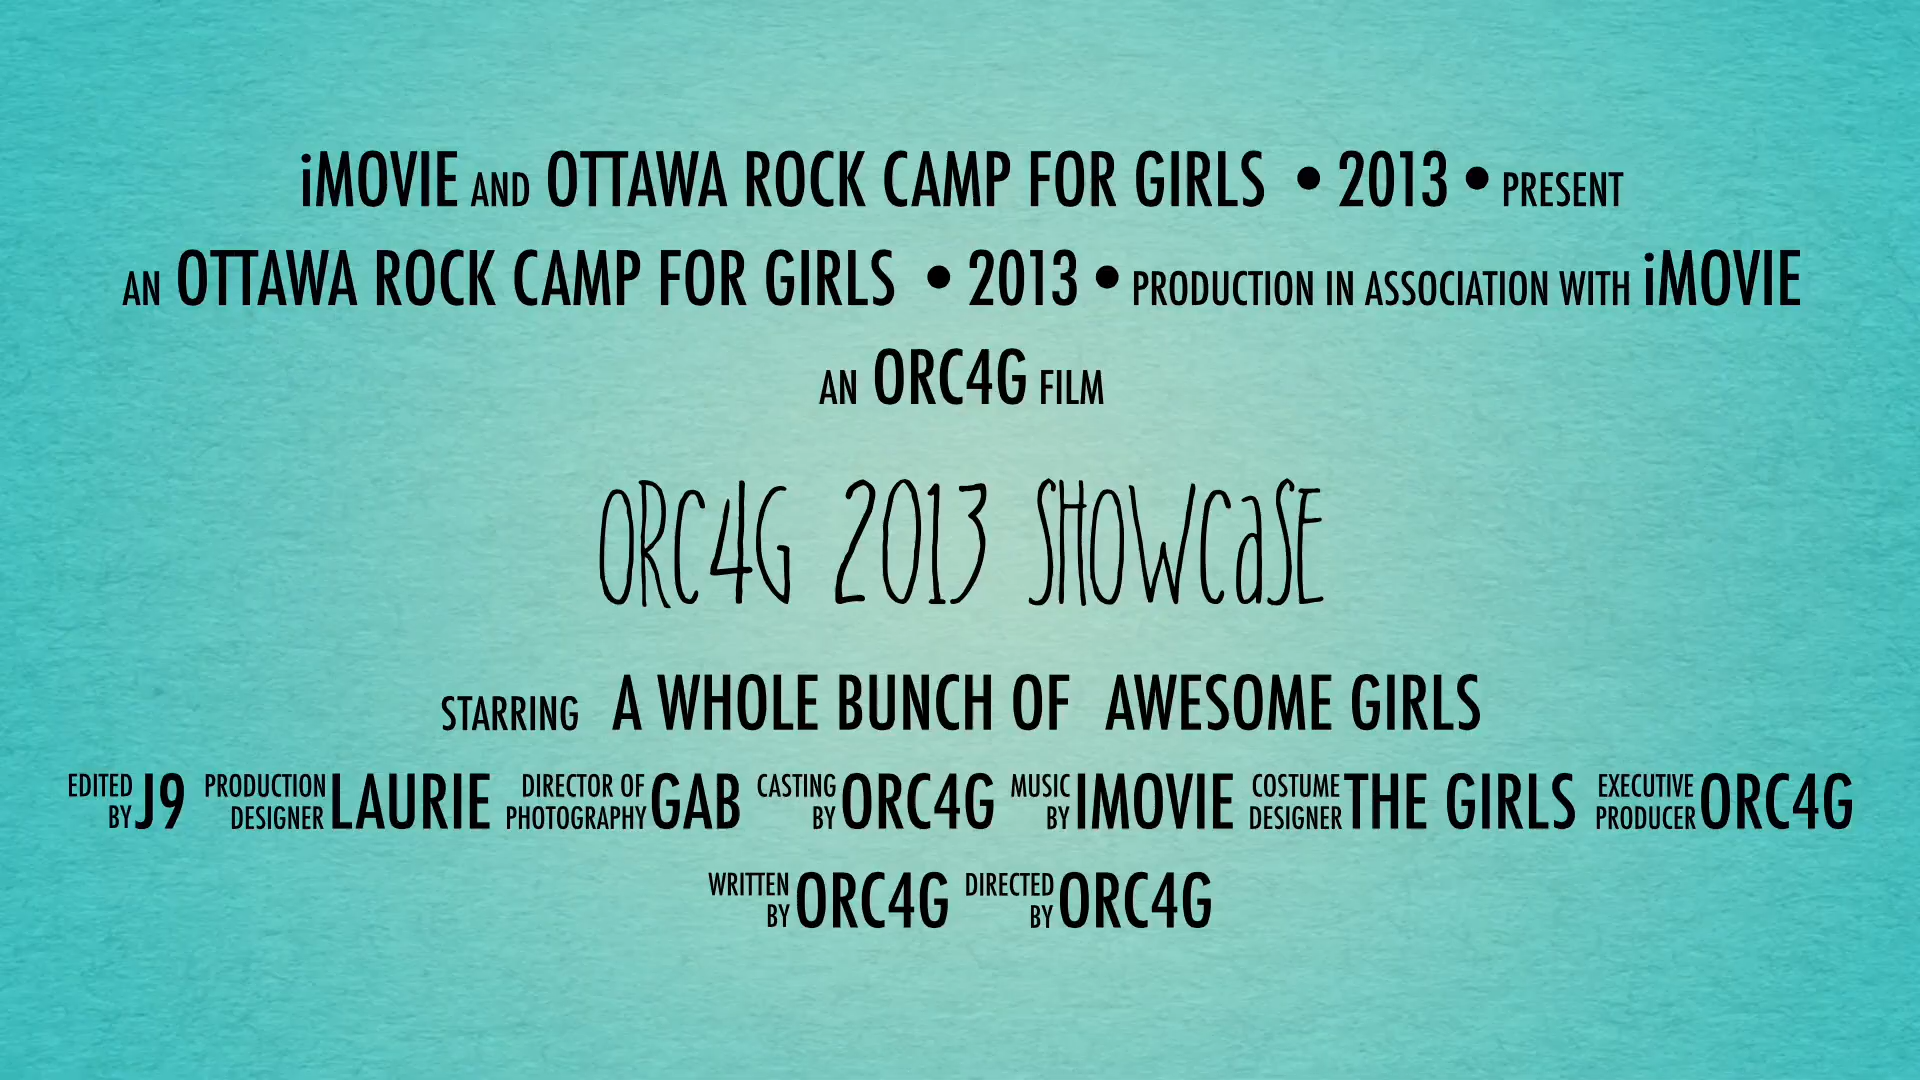 iMOVIE AND OTTAWA ROCK CAMP FOR GIRLS • 2013 • PRESENT
AN OTTAWA ROCK CAMP FOR GIRLS • 2013 • PRODUCTION IN ASSOCIATION WITH iMOVIE
AN ORC4G FILM
ORC4G 2013 SHOWCaSE
STARRING A WHOLE BUNCH OF AWESOME GIRLS
EDITED BY J9 PRODUCTION DESIGNER LAURIE DIRECTOR OF PHOTOGRAPHY GAB CASTING BY ORC4G MUSIC BY IMOVIE COSTUME DESIGNER THE GIRLS EXECUTIVE PRODUCER ORC4G
WRITTEN BY ORC4G DIRECTED BY ORC4G